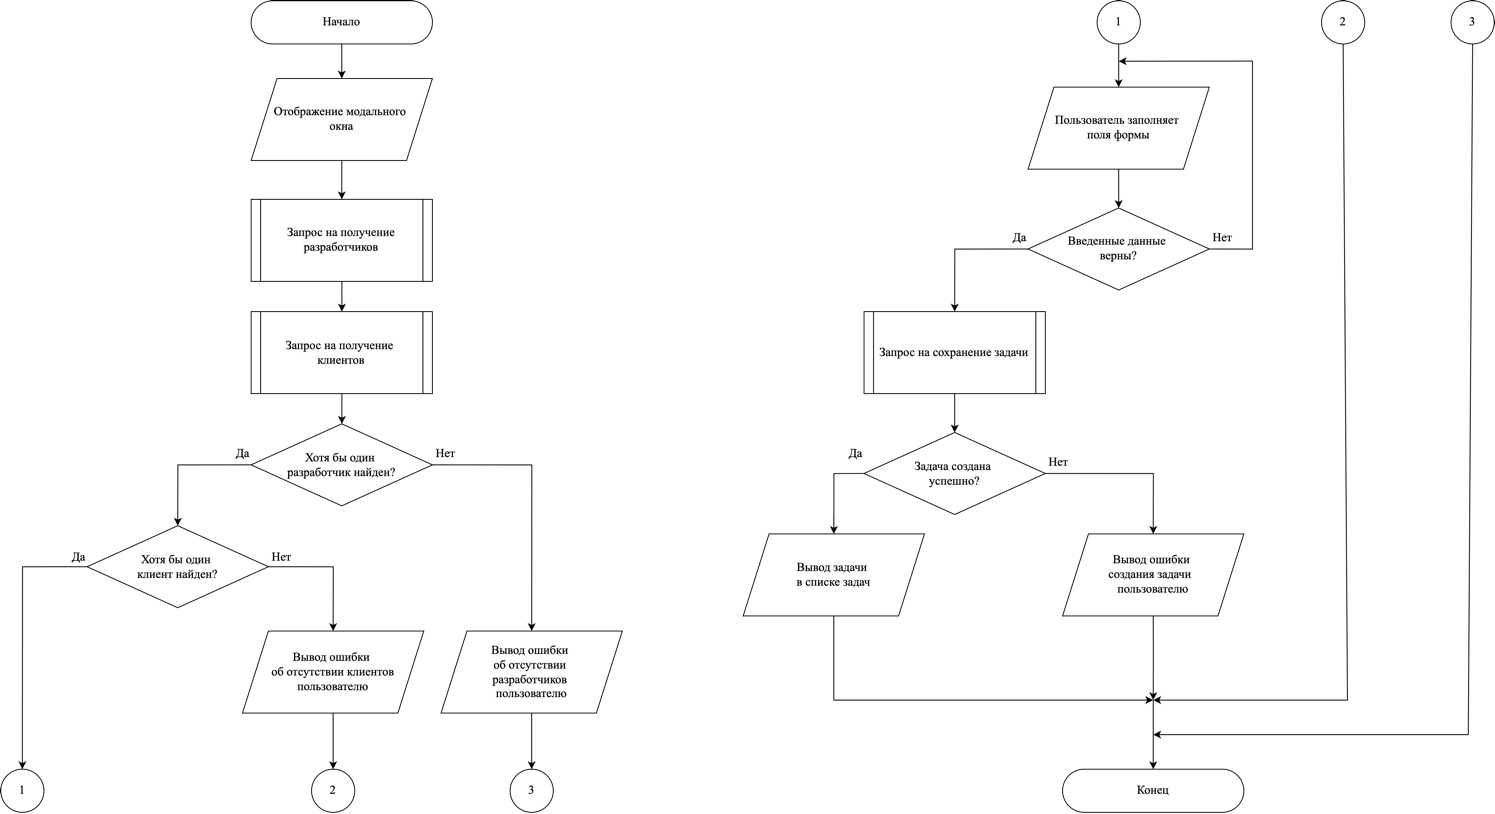 Начало
Отображение модального
окна
Запрос на получение
разработчиков
Запрос на получение
клиентов
Хотя бы один
разработчик найден?
Да
Нет
Хотя бы один
клиент найден?
Да
Нет
Вывод ошибки
об отсутствии клиентов
пользователю
Вывод ошибки
об отсутствии
разработчиков
пользователю
1
2
3
1
2
3
Пользователь заполняет
поля формы
Введенные данные
верны?
Да
Нет
Запрос на сохранение задачи
Задача создана
успешно?
Да
Нет
Вывод задачи
в списке задач
Вывод ошибки
создания задачи
пользователю
Конец